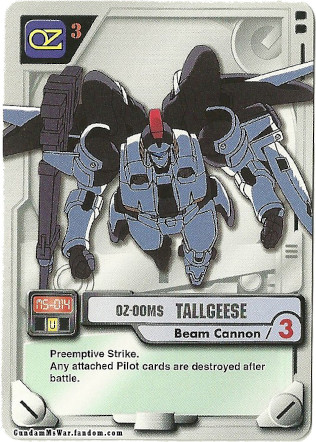 OZ 3
MS-014
U
OZ-00MS TALLGEESE
Beam Cannon / 3
Preemptive Strike.
Any attached Pilot cards are destroyed after
battle.
GundamMsWar.fandom.com